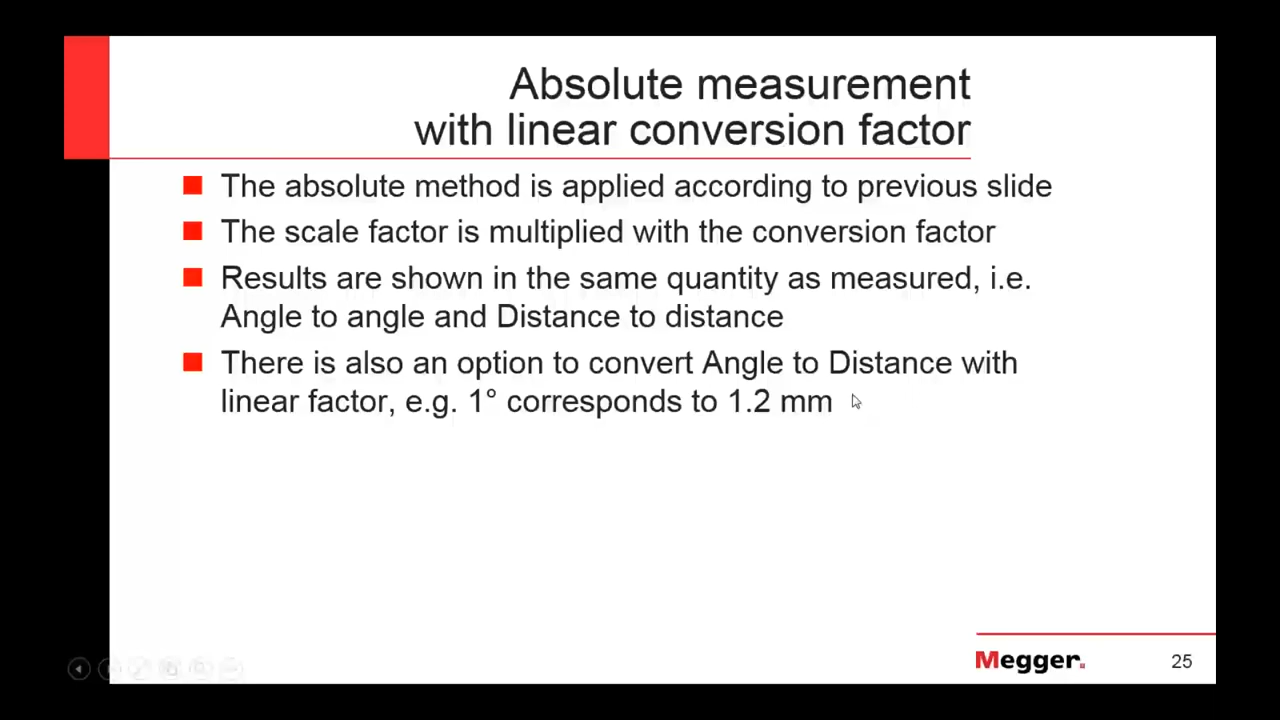 Absolute measurement
with linear conversion factor
The absolute method is applied according to previous slide
The scale factor is multiplied with the conversion factor
Results are shown in the same quantity as measured, i.e.
Angle to angle and Distance to distance
There is also an option to convert Angle to Distance with
linear factor, e.g. 1° corresponds to 1.2 mm
Megger.
25